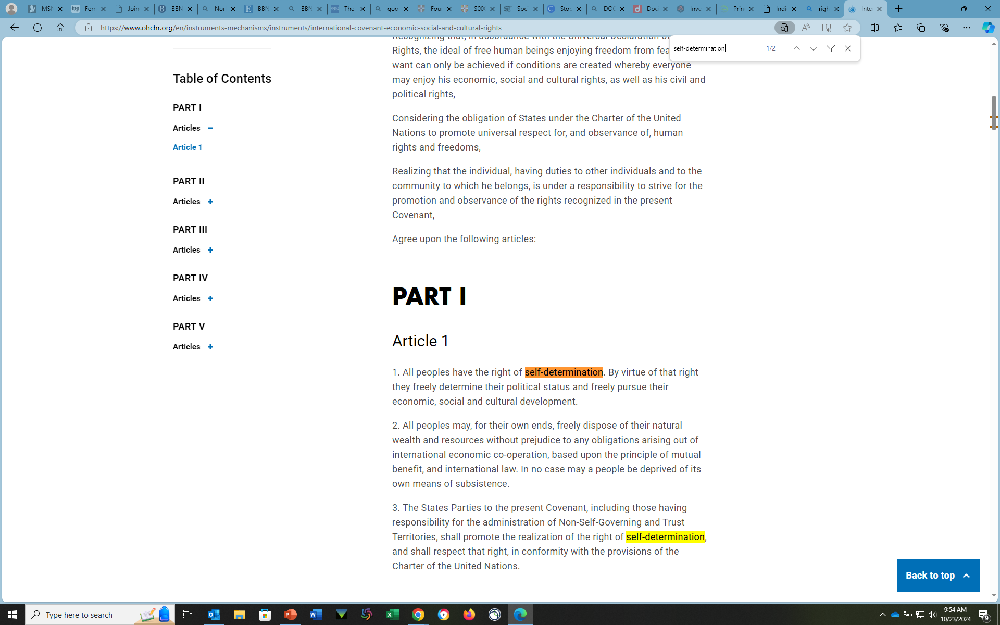 MSN
Fern
Join
BBN
Nor
BBN
BBN
The
goo
Four
S00
Soci
Stop
DOC
Doc
Inve
Prin
Indi
righ
Inte
https://www.ohchr.org/en/instruments-mechanisms/instruments/international-covenant-economic-social-and-cultural-rights
self-determination 1/2
Table of Contents
PART I
Articles
Article 1
PART II
Articles
PART III
Articles
PART IV
Articles
PART V
Articles
Recognizing that, in accordance with the Universal Declaration of
Rights, the ideal of free human beings enjoying freedom from fea
want can only be achieved if conditions are created whereby everyone
may enjoy his economic, social and cultural rights, as well as his civil and
political rights,
Considering the obligation of States under the Charter of the United
Nations to promote universal respect for, and observance of, human
rights and freedoms,
Realizing that the individual, having duties to other individuals and to the
community to which he belongs, is under a responsibility to strive for the
promotion and observance of the rights recognized in the present
Covenant,
Agree upon the following articles:
PART I
Article 1
1. All peoples have the right of self-determination. By virtue of that right
they freely determine their political status and freely pursue their
economic, social and cultural development.
2. All peoples may, for their own ends, freely dispose of their natural
wealth and resources without prejudice to any obligations arising out of
international economic co-operation, based upon the principle of mutual
benefit, and international law. In no case may a people be deprived of its
own means of subsistence.
3. The States Parties to the present Covenant, including those having
responsibility for the administration of Non-Self-Governing and Trust
Territories, shall promote the realization of the right of self-determination,
and shall respect that right, in conformity with the provisions of the
Charter of the United Nations.
Back to top
Type here to search
9:54 AM
10/23/2024
9